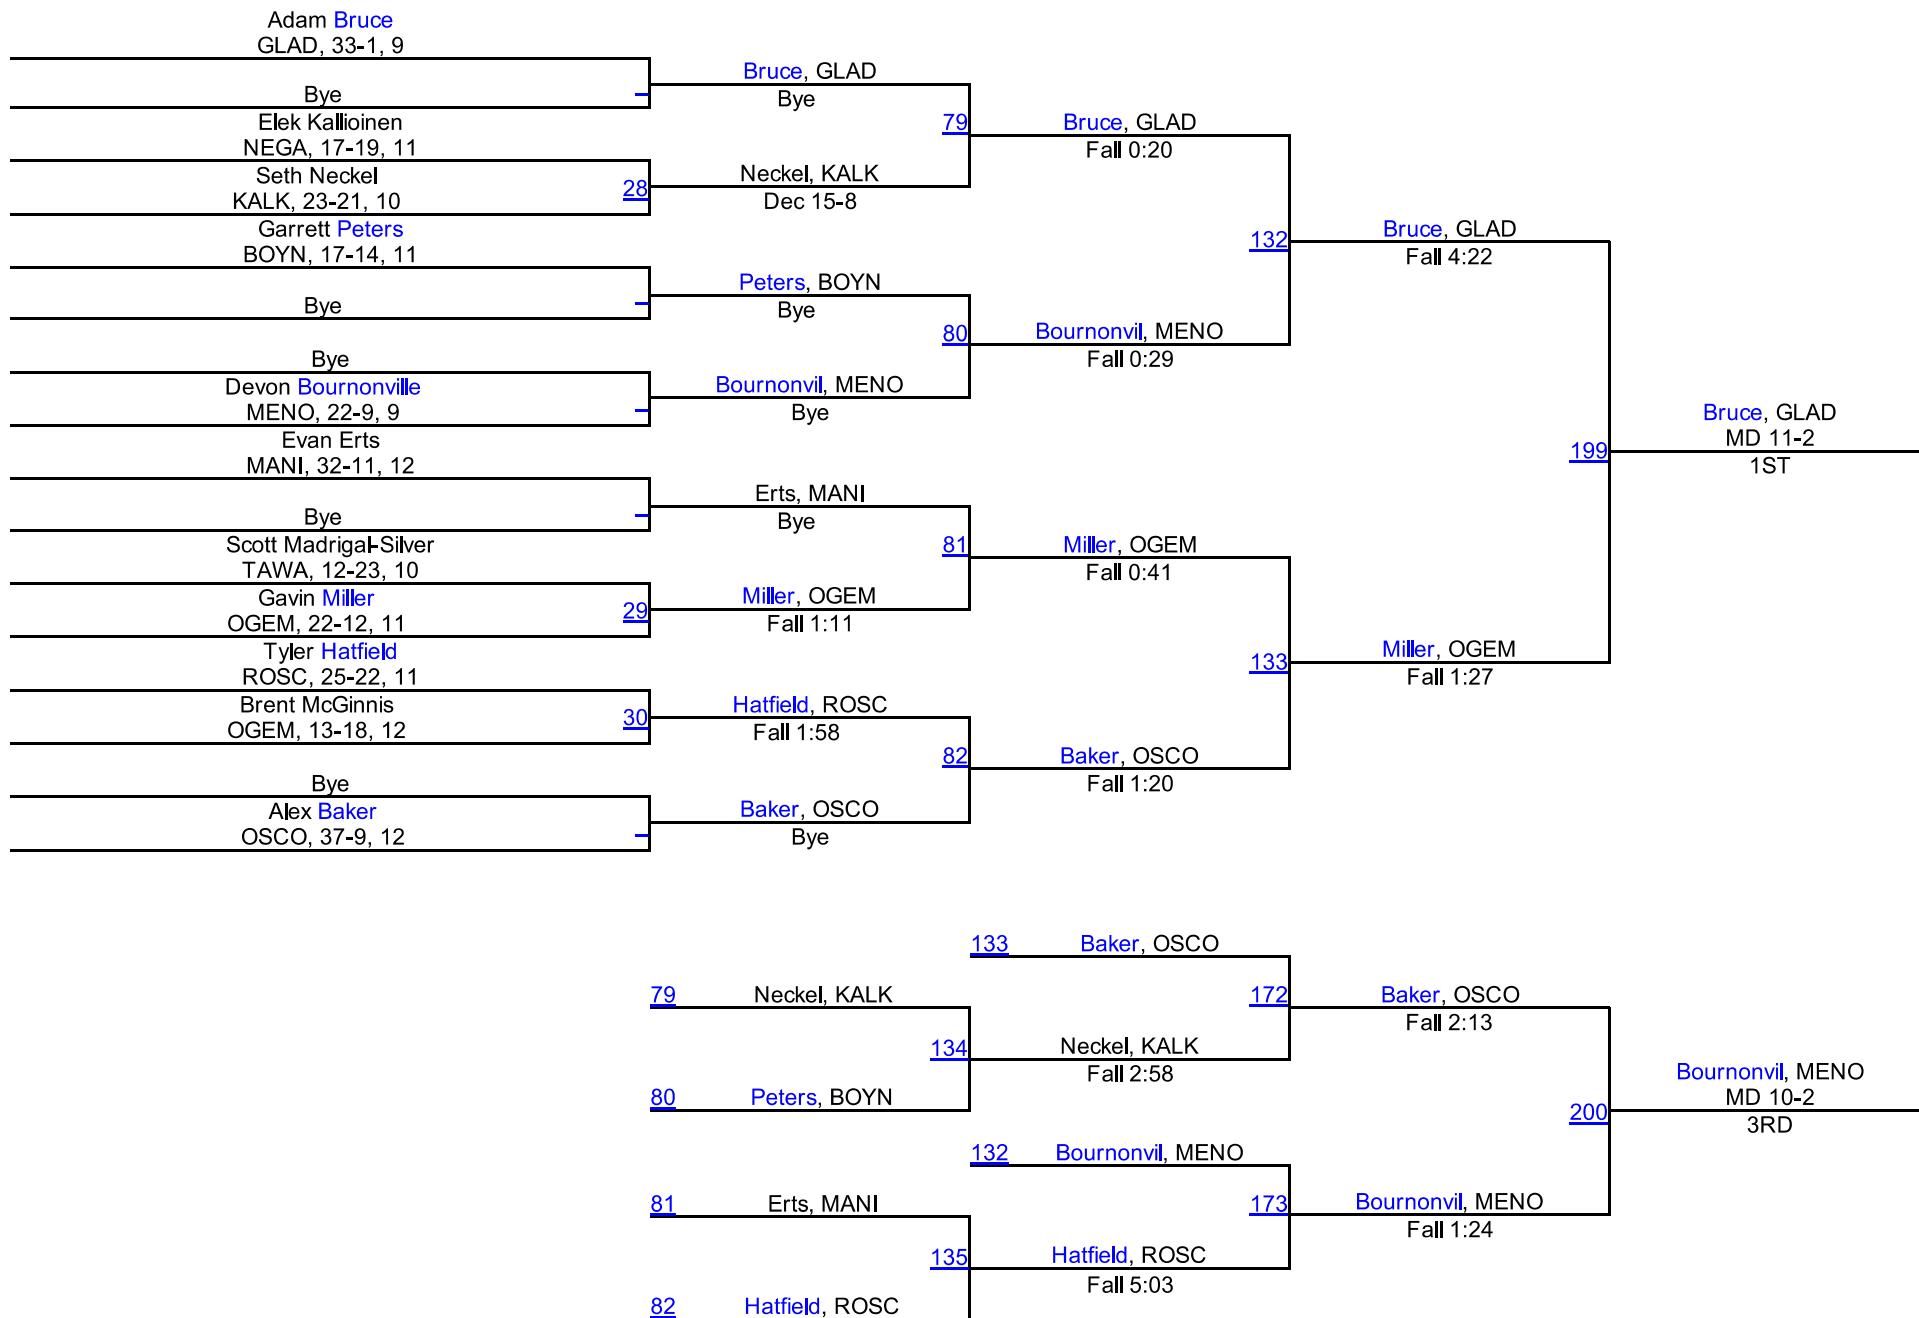 Adam Bruce
GLAD, 33-1, 9
Bye
Elek Kallioinen
NEGA, 17-19, 11
Seth Neckel
KALK, 23-21, 10
28
Garrett Peters
BOYN, 17-14, 11
Bye
Bye
Devon Bournonville
MENO, 22-9, 9
Evan Erts
MANI, 32-11, 12
Bye
Scott Madrigal-Silver
TAWA, 12-23, 10
Gavin Miller
OGEM, 22-12, 11
29
Tyler Hatfield
ROSC, 25-22, 11
Brent McGinnis
OGEM, 13-18, 12
30
Bye
Alex Baker
OSCO, 37-9, 12
Bruce, GLAD
Bye
79
Neckel, KALK
Dec 15-8
Peters, BOYN
Bye
80
Bournonvil, MENO
Bye
Erts, MANI
Bye
81
Miller, OGEM
Fall 1:11
Hatfield, ROSC
Fall 1:58
82
Baker, OSCO
Bye
Bruce, GLAD
Fall 0:20
132
Bournonvil, MENO
Fall 0:29
Miller, OGEM
Fall 0:41
133
Baker, OSCO
Fall 1:20
Bruce, GLAD
Fall 4:22
199
Miller, OGEM
Fall 1:27
Bruce, GLAD
MD 11-2
1ST
79 Neckel, KALK
134
80 Peters, BOYN
81 Erts, MANI
135
82 Hatfield, ROSC
133 Baker, OSCO
172
Neckel, KALK
Fall 2:58
132 Bournonvil, MENO
173
Hatfield, ROSC
Fall 5:03
Baker, OSCO
Fall 2:13
200
Bournonvil, MENO
Fall 1:24
Bournonvil, MENO
MD 10-2
3RD